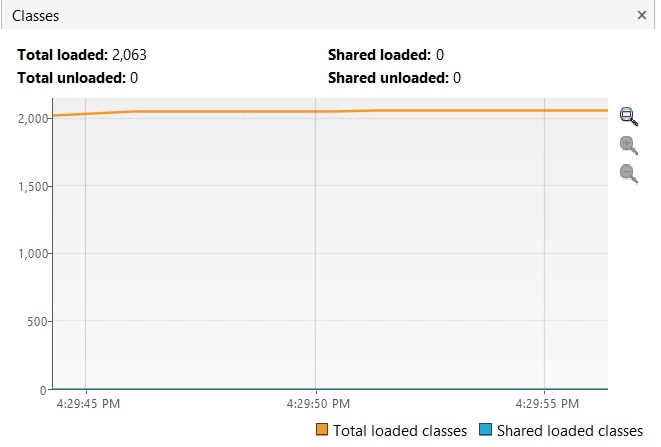 Classes
Total loaded: 2,063 Shared loaded: 0
Total unloaded: 0 Shared unloaded: 0
2,000
1,500
1,000
500
0
4:29:45 PM 4:29:50 PM 4:29:55 PM
Total loaded classes Shared loaded classes